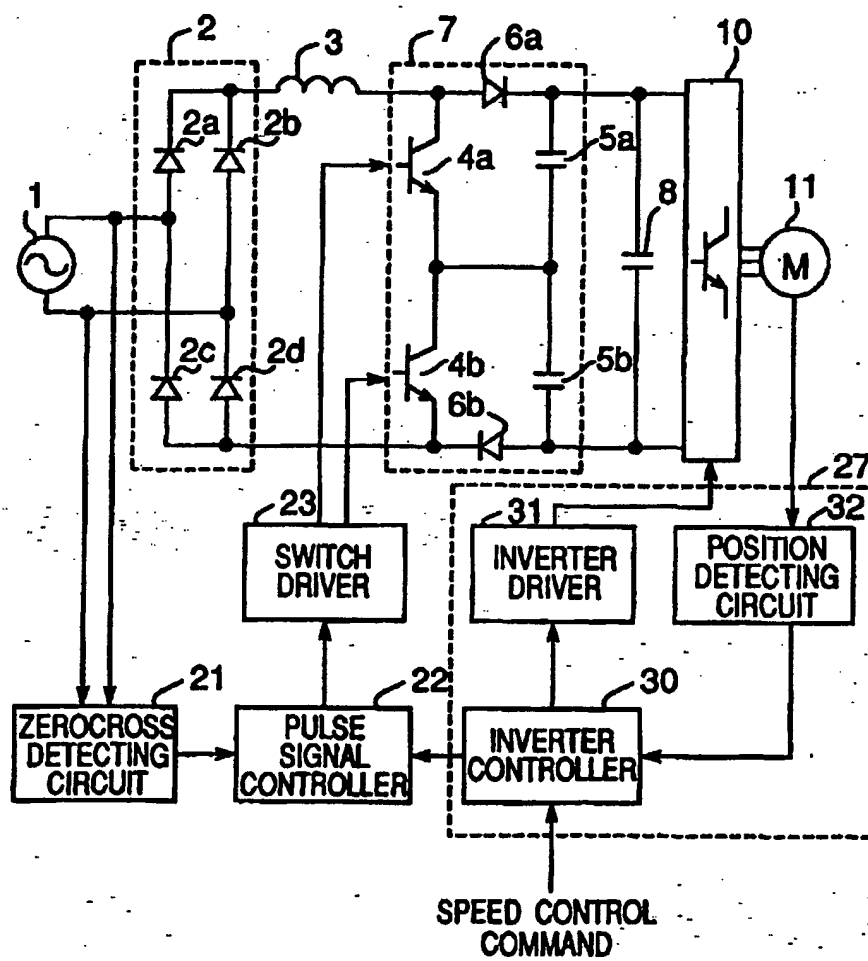 2
3
7
6a
10
2a
2b
4a
5a
1
8
11
M
2c
2d
4b
5b
6b
27
23
31
32
SWITCH
DRIVER
INVERTER
DRIVER
POSITION
DETECTING
CIRCUIT
21
22
30
ZEROCROSS
DETECTING
CIRCUIT
PULSE
SIGNAL
CONTROLLER
INVERTER
CONTROLLER
SPEED CONTROL
COMMAND